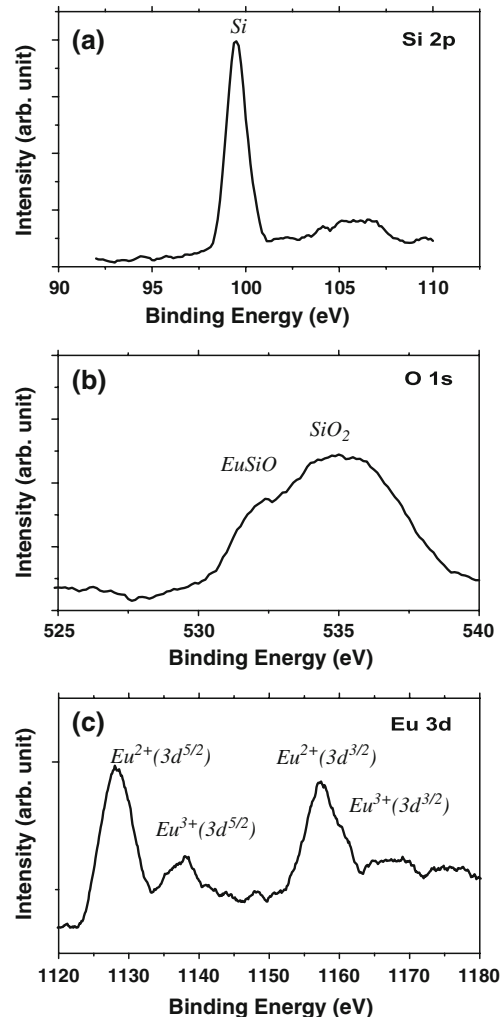 (a)
Si
Si 2p
Intensity (arb. unit)
90 95 100 105 110
Binding Energy (eV)
(b)
O 1s
SiO₂
EuSiO
Intensity (arb. unit)
525 530 535 540
Binding Energy (eV)
(c)
Eu 3d
Eu²⁺(3d⁵/²) Eu²⁺(3d³/²)
Eu³⁺(3d³/²)
Eu³⁺(3d⁵/²)
Intensity (arb. unit)
1120 1130 1140 1150 1160 1170 1180
Binding Energy (eV)